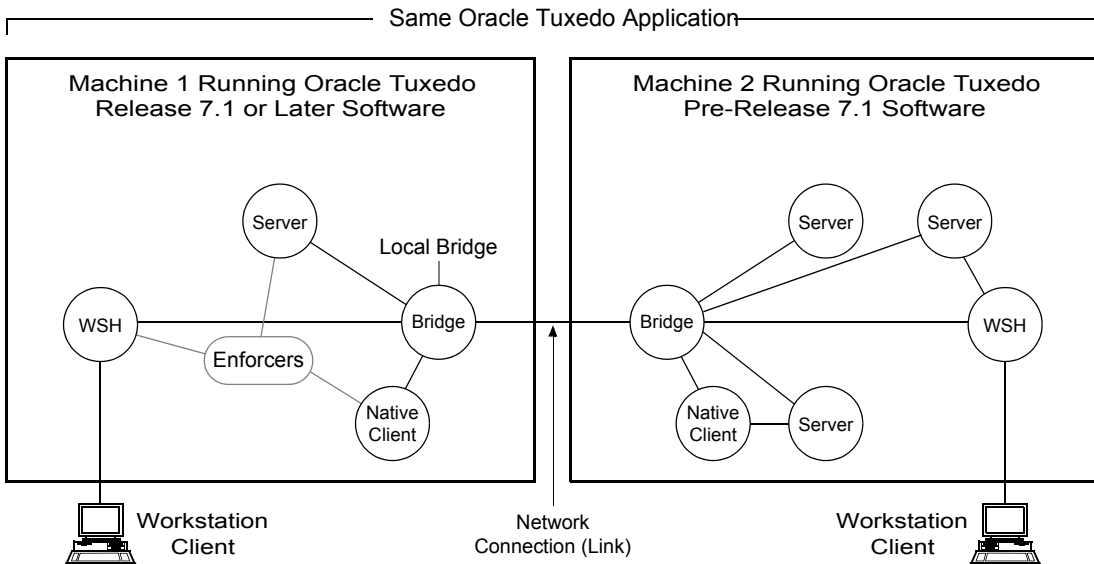 Same Oracle Tuxedo Application
Machine 1 Running Oracle Tuxedo
Release 7.1 or Later Software
Machine 2 Running Oracle Tuxedo
Pre-Release 7.1 Software
Server
Local Bridge
WSH
Bridge
Enforcers
Native
Client
Server
Server
Bridge
WSH
Native
Client
Server
Workstation
Client
Network
Connection (Link)
Workstation
Client